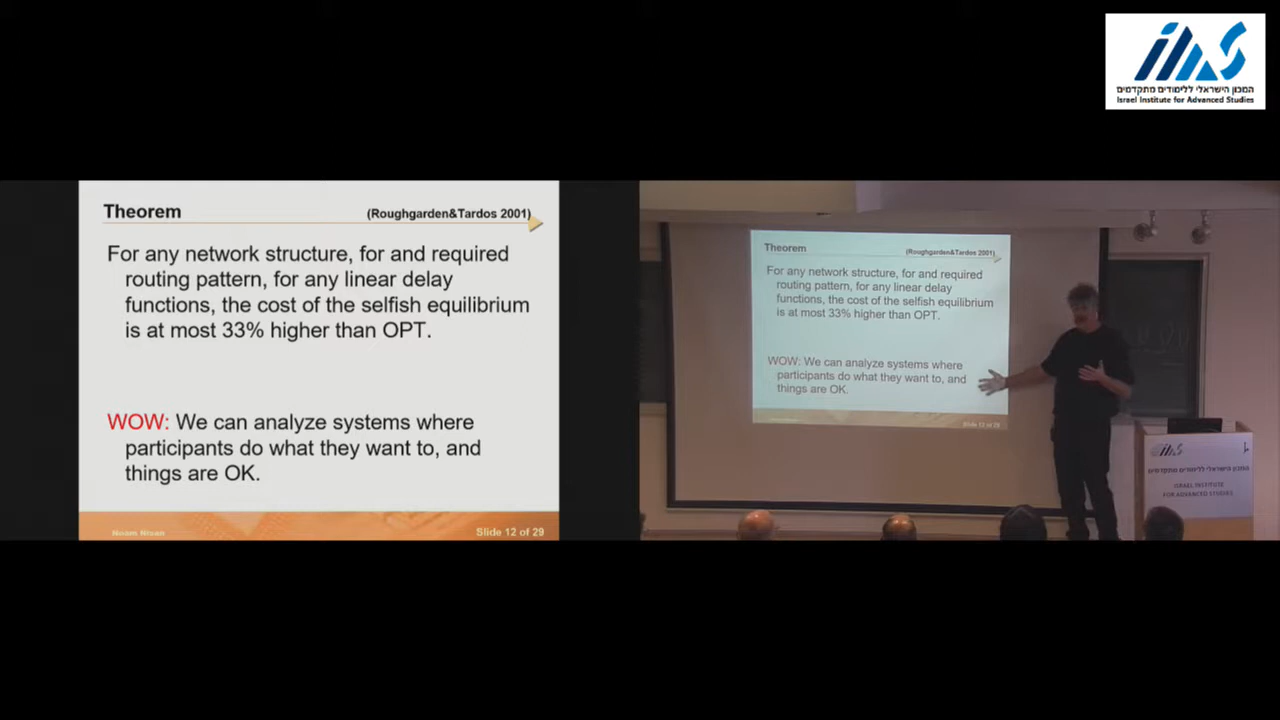 המכון הישראלי ללימודים מתקדמים
Israel Institute for Advanced Studies
Theorem (Roughgarden&Tardos 2001)
For any network structure, for and required
routing pattern, for any linear delay
functions, the cost of the selfish equilibrium
is at most 33% higher than OPT.
WOW: We can analyze systems where
participants do what they want to, and
things are OK.
Noam Nisan Slide 12 of 29
Theorem (Roughgarden&Tardos 2001)
For any network structure, for and required
routing pattern, for any linear delay
functions, the cost of the selfish equilibrium
is at most 33% higher than OPT.
WOW: We can analyze systems where
participants do what they want to, and
things are OK.
Slide 12 of 29
המכון הישראלי ללימודים מתקדמים
ISRAEL INSTITUTE
FOR ADVANCED STUDIES